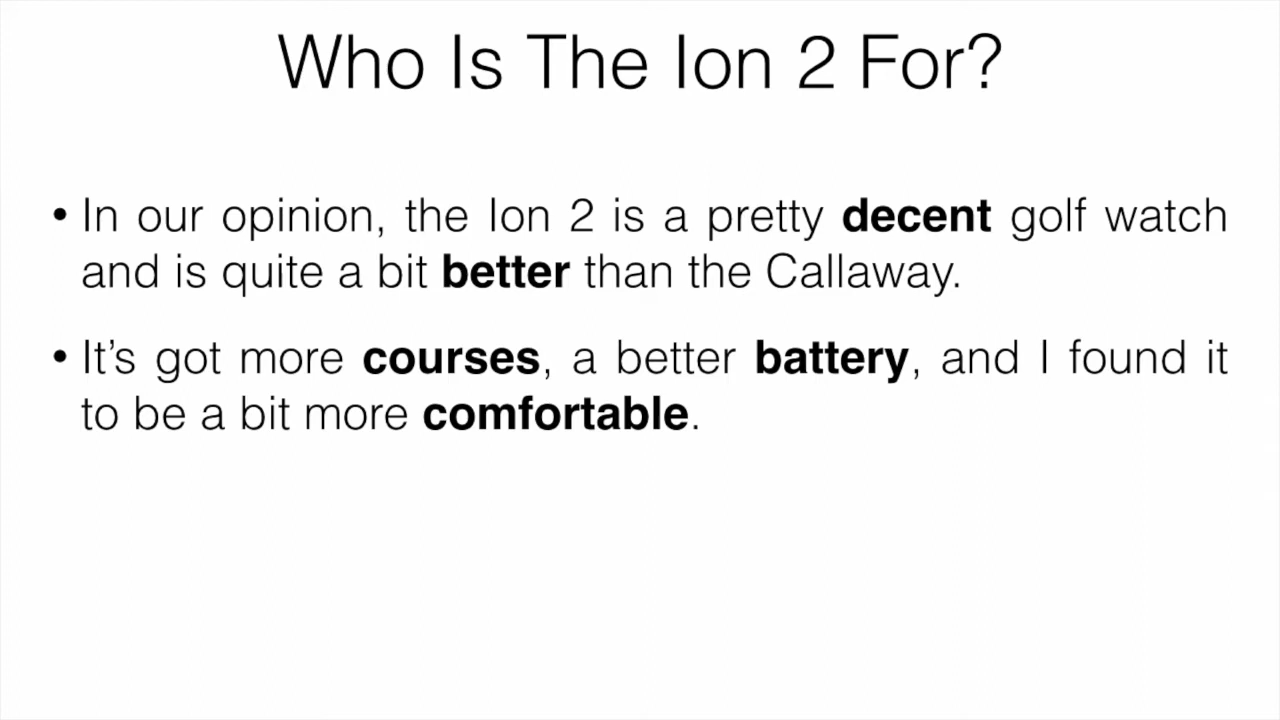 Who Is The Ion 2 For?
• In our opinion, the Ion 2 is a pretty decent golf watch
and is quite a bit better than the Callaway.
• It’s got more courses, a better battery, and I found it
to be a bit more comfortable.